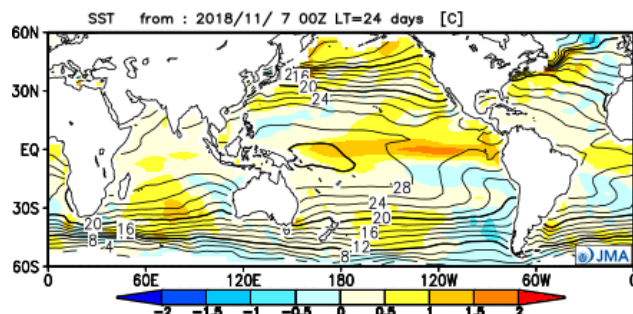 SST from : 2018/11/ 7 00Z LT=24 days [C]
60N
30N
EQ
30S
60S
16
20
24
28
24
20
16
12
8
20
16
8
4
JMA
0 60E 120E 180 120W 60W 0
-2 -1.5 -1 -0.5 0 0.5 1 1.5 2